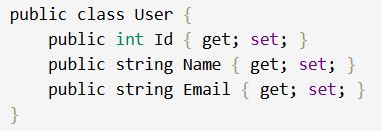 public class User {
    public int Id { get; set; }
    public string Name { get; set; }
    public string Email { get; set; }
}